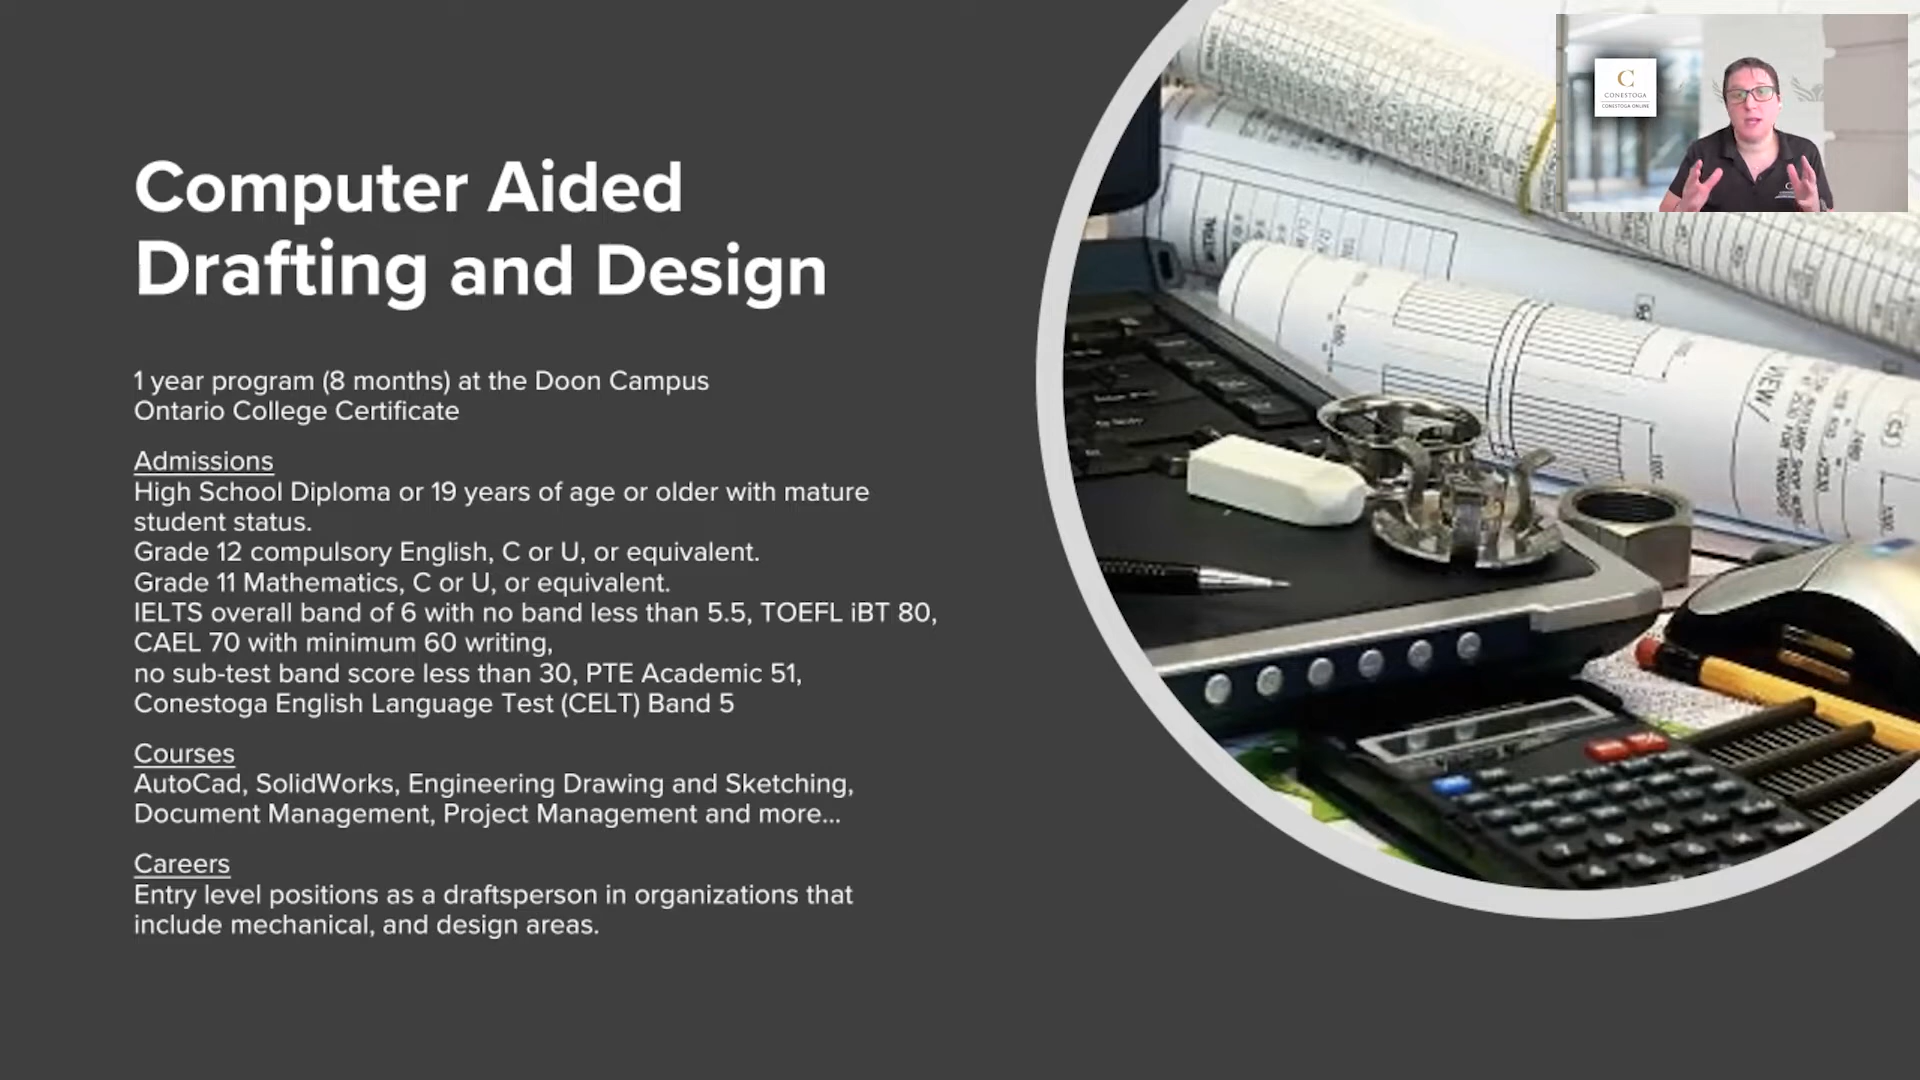 Computer Aided
Drafting and Design
1 year program (8 months) at the Doon Campus
Ontario College Certificate
Admissions
High School Diploma or 19 years of age or older with mature
student status.
Grade 12 compulsory English, C or U, or equivalent.
Grade 11 Mathematics, C or U, or equivalent.
IELTS overall band of 6 with no band less than 5.5, TOEFL iBT 80,
CAEL 70 with minimum 60 writing,
no sub-test band score less than 30, PTE Academic 51,
Conestoga English Language Test (CELT) Band 5
Courses
AutoCad, SolidWorks, Engineering Drawing and Sketching,
Document Management, Project Management and more...
Careers
Entry level positions as a draftsperson in organizations that
include mechanical, and design areas.
C
CONESTOGA
CONESTOGA ONLINE
VIEW/